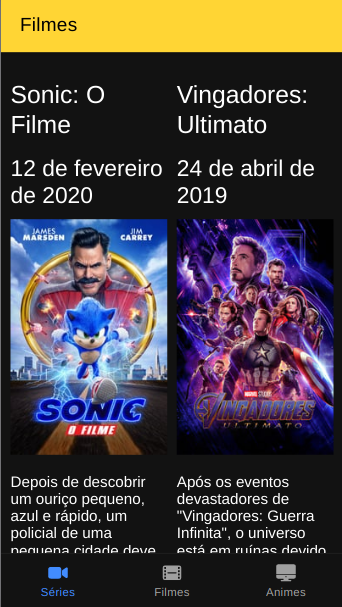 Filmes
Sonic: O
Filme
12 de fevereiro
de 2020
JAMES
MARSDEN
JIM
CARREY
SONIC
O FILME
Depois de descobrir
um ouriço pequeno,
azul e rápido, um
policial de uma
pequena cidade deve
Vingadores:
Ultimato
24 de abril de
2019
MARVEL STUDIOS
VINGADORES
ULTIMATO
Após os eventos
devastadores de
"Vingadores: Guerra
Infinita", o universo
está em ruínas devido
Séries
Filmes
Animes